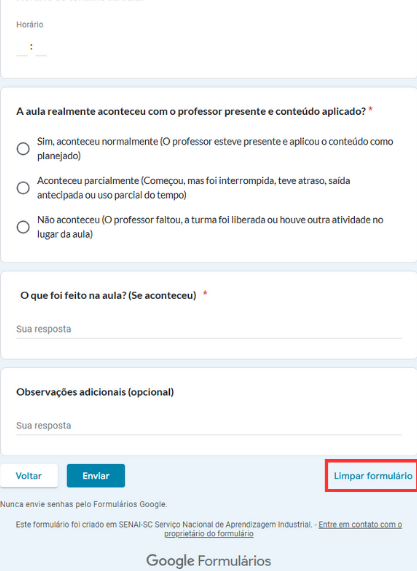 Horário
:
A aula realmente aconteceu com o professor presente e conteúdo aplicado? *
Sim, aconteceu normalmente (O professor esteve presente e aplicou o conteúdo como
planejado)
Aconteceu parcialmente (Começou, mas foi interrompida, teve atraso, saída
antecipada ou uso parcial do tempo)
Não aconteceu (O professor faltou, a turma foi liberada ou houve outra atividade no
lugar da aula)
O que foi feito na aula? (Se aconteceu) *
Sua resposta
Observações adicionais (opcional)
Sua resposta
Voltar Enviar Limpar formulário
Nunca envie senhas pelo Formulários Google.
Este formulário foi criado em SENAI-SC Serviço Nacional de Aprendizagem Industrial. - Entre em contato com o
proprietário do formulário
Google Formulários